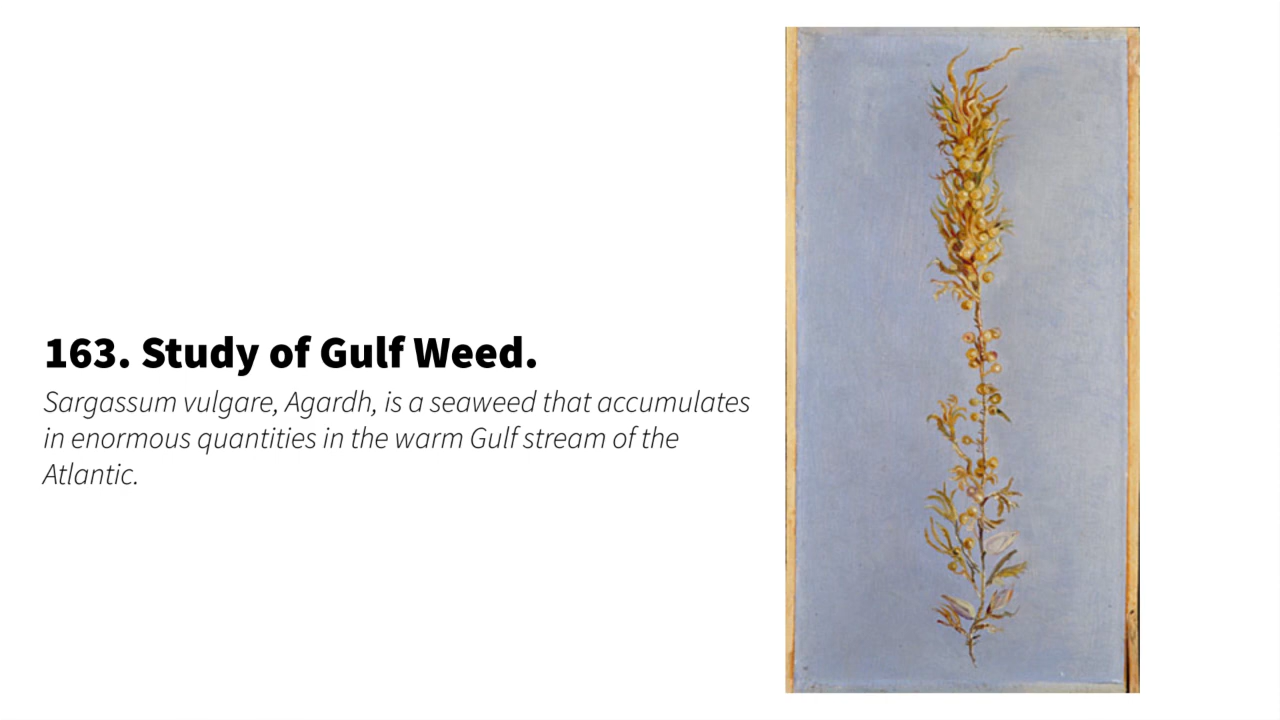 163. Study of Gulf Weed.
Sargassum vulgare, Agardh, is a seaweed that accumulates
in enormous quantities in the warm Gulf stream of the
Atlantic.